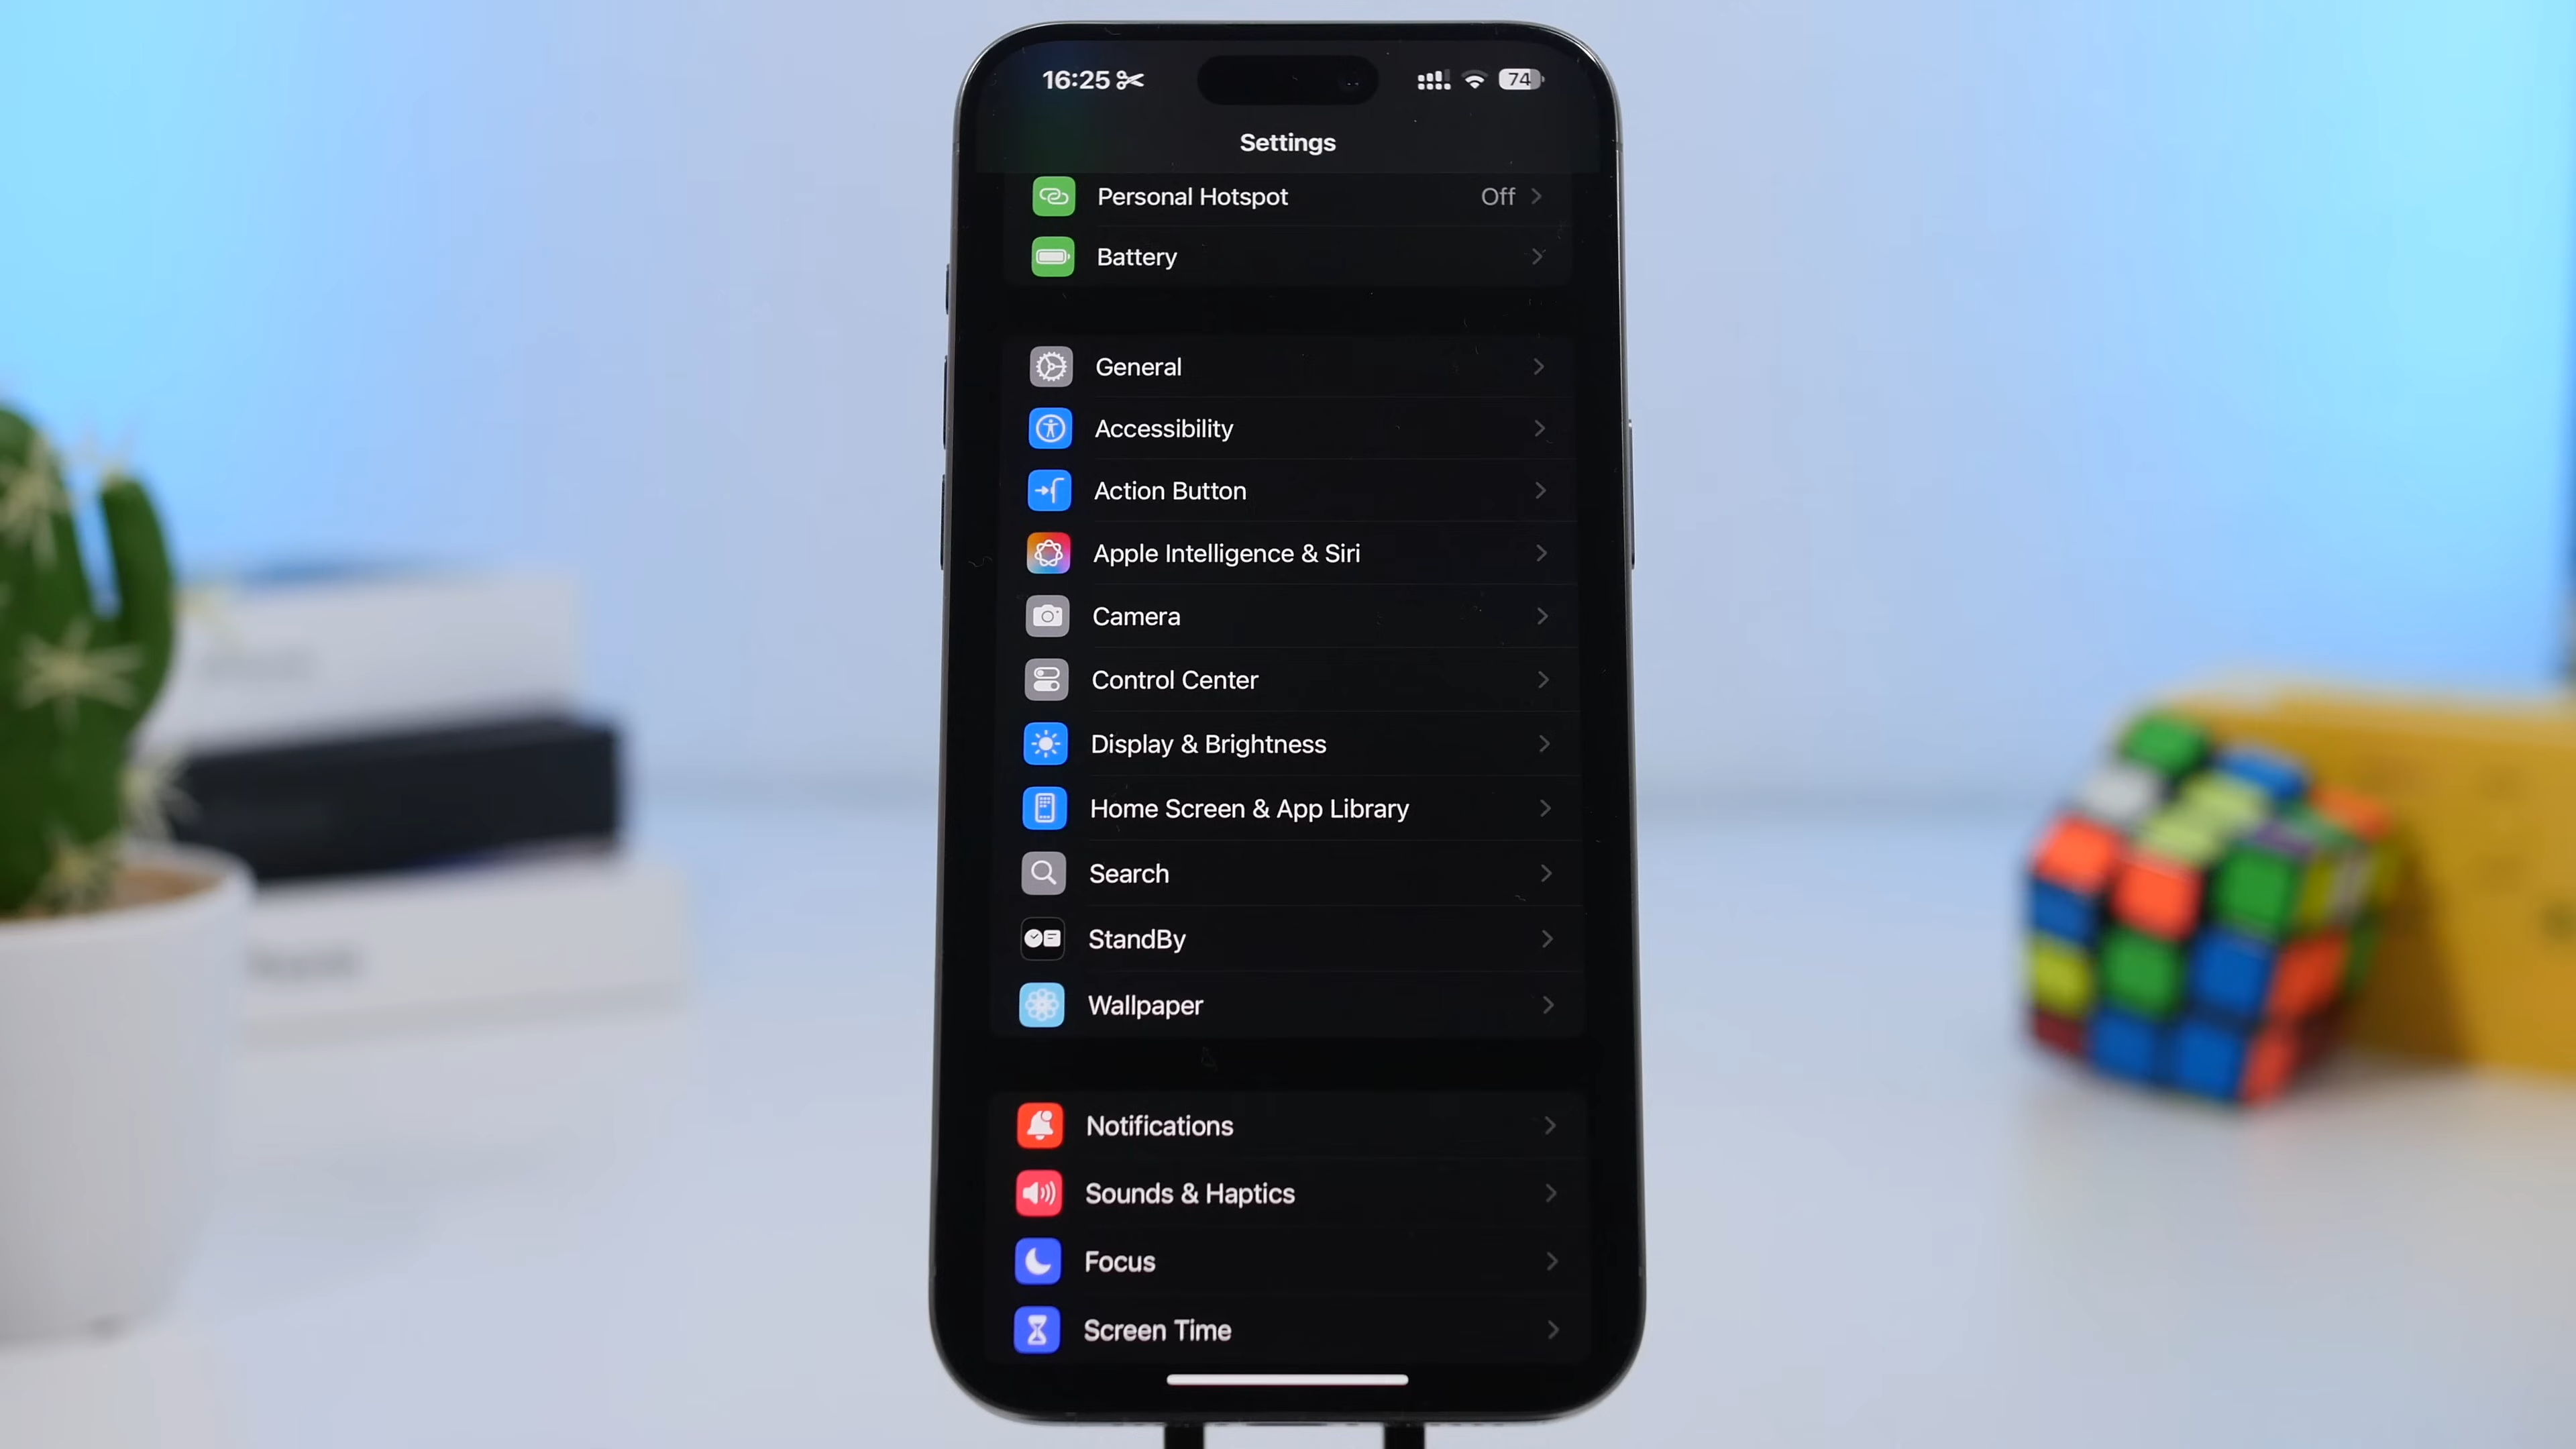 16:25
74
Settings
Personal Hotspot Off
Battery
General
Accessibility
Action Button
Apple Intelligence & Siri
Camera
Control Center
Display & Brightness
Home Screen & App Library
Search
StandBy
Wallpaper
Notifications
Sounds & Haptics
Focus
Screen Time